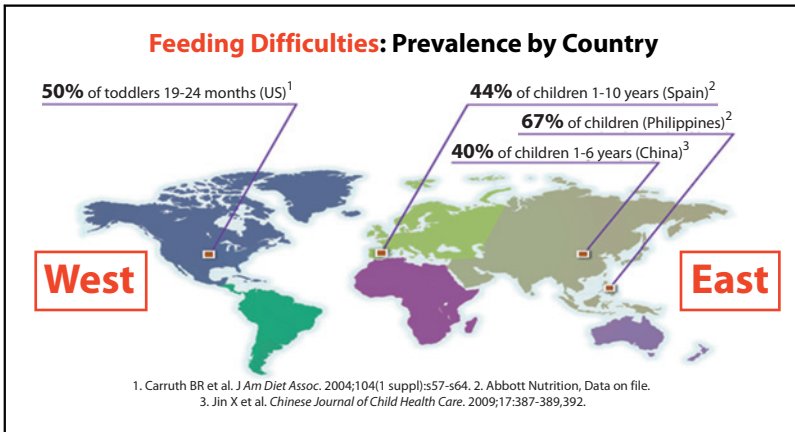 Feeding Difficulties: Prevalence by Country
50% of toddlers 19-24 months (US)1
44% of children 1-10 years (Spain)2
67% of children (Philippines)2
40% of children 1-6 years (China)3
West
East
1. Carruth BR et al. J Am Diet Assoc. 2004;104(1 suppl):s57-s64. 2. Abbott Nutrition, Data on file.
3. Jin X et al. Chinese Journal of Child Health Care. 2009;17:387-389,392.